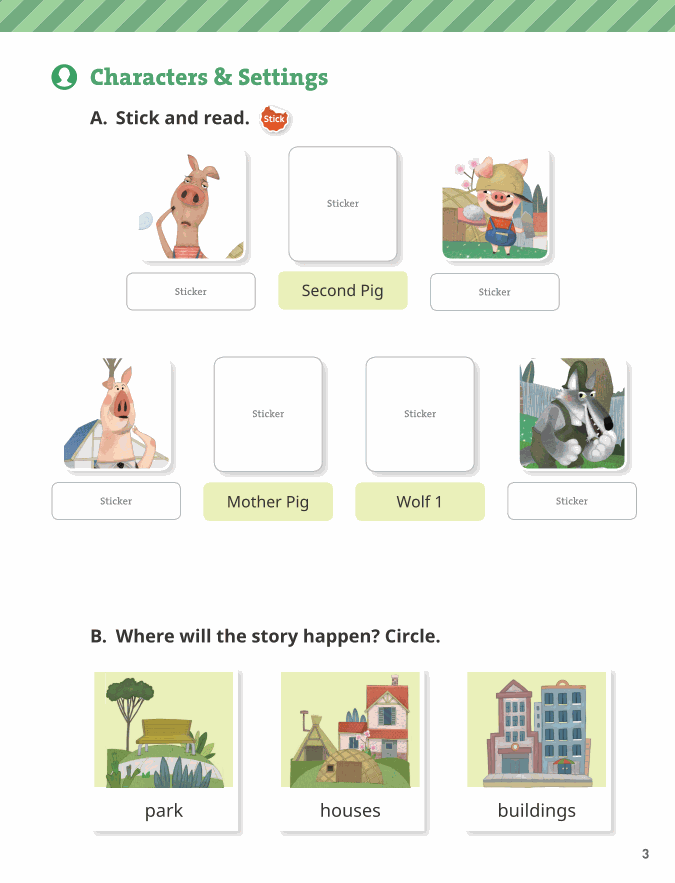 Characters & Settings
A. Stick and read. Stick
Sticker
Sticker
Second Pig
Sticker
Sticker
Sticker
Sticker
Mother Pig
Wolf 1
Sticker
B. Where will the story happen? Circle.
park
houses
buildings
3